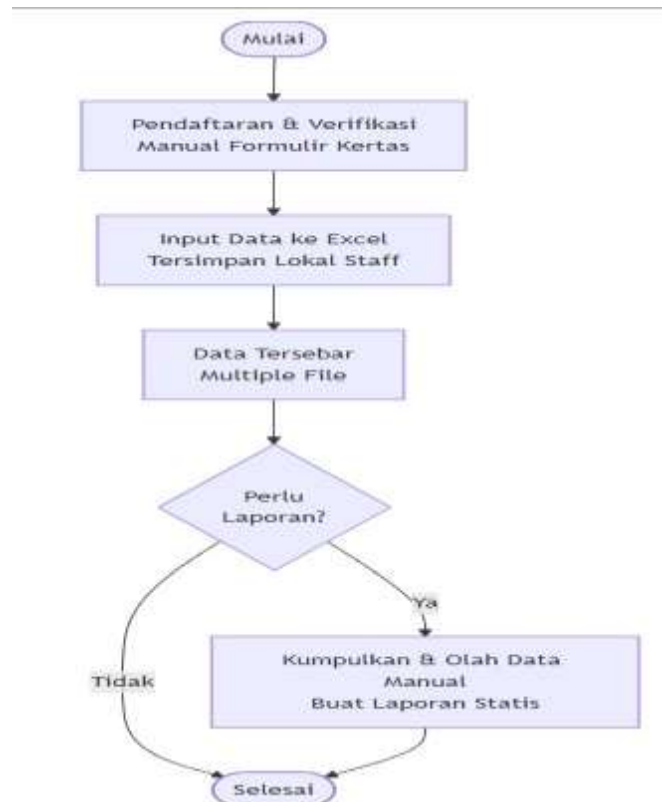 Mulai
Pendaftaran & Verifikasi
Manual Formulir Kertas
Input Data ke Excel
Tersimpan Lokal Staff
Data Tersebar
Multiple File
Perlu
Laporan?
Ya
Tidak
Kumpulkan & Olah Data
Manual
Buat Laporan Statis
Selesai